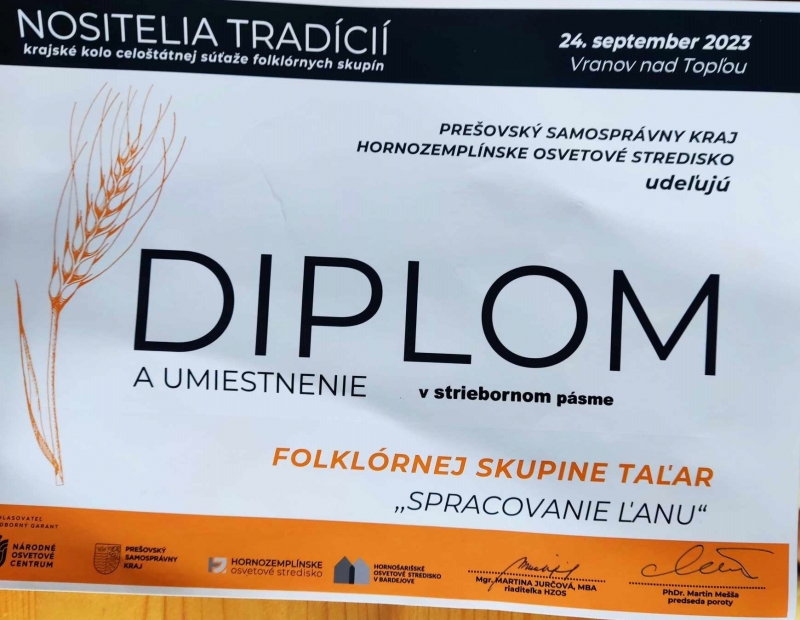 NOSITELIA TRADÍCIÍ
krajské kolo celoštátnej súťaže folklórnych skupín
24. september 2023
Vranov nad Topľou
PREŠOVSKÝ SAMOSPRÁVNY KRAJ
HORNOZEMPLÍNSKE OSVETOVÉ STREDISKO
udeľujú
DIPLOM
A UMIESTNENIE v striebornom pásme
FOLKLÓRNEJ SKUPINE TAĽAR
„SPRACOVANIE ĽANU“
NÁRODNÉ
OSVETOVÉ
CENTRUM
PREŠOVSKÝ
SAMOSPRÁVNY
KRAJ
HORNOZEMPLÍNSKE
osvetové stredisko
HORNOŠARIŠSKÉ
OSVETOVÉ STREDISKO
V BARDEJOVE
Mgr. MARTINA JURČOVÁ, MBA
riaditeľka HZOS
PhDr. Martin Mešša
predseda poroty